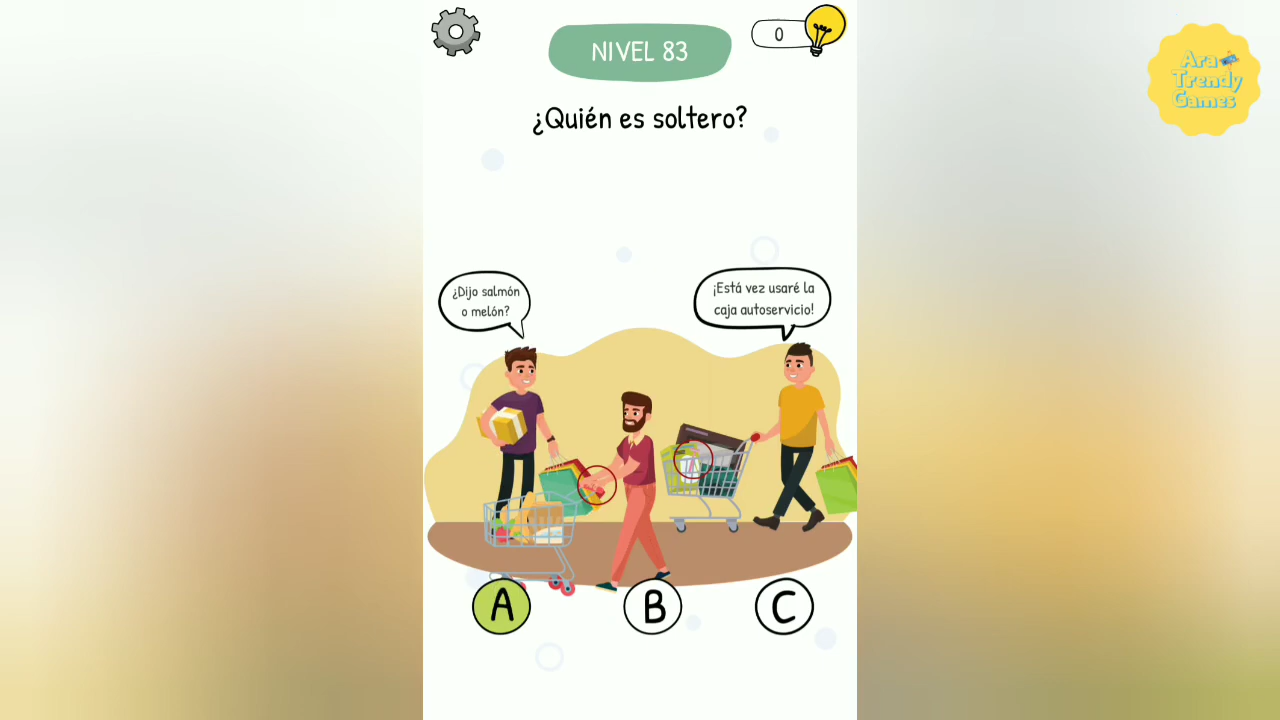 NIVEL 83
0
Ara
Trendy
Games
¿Quién es soltero?
¿Dijo salmón
o melón?
¡Está vez usaré la
caja autoservicio!
A
B
C